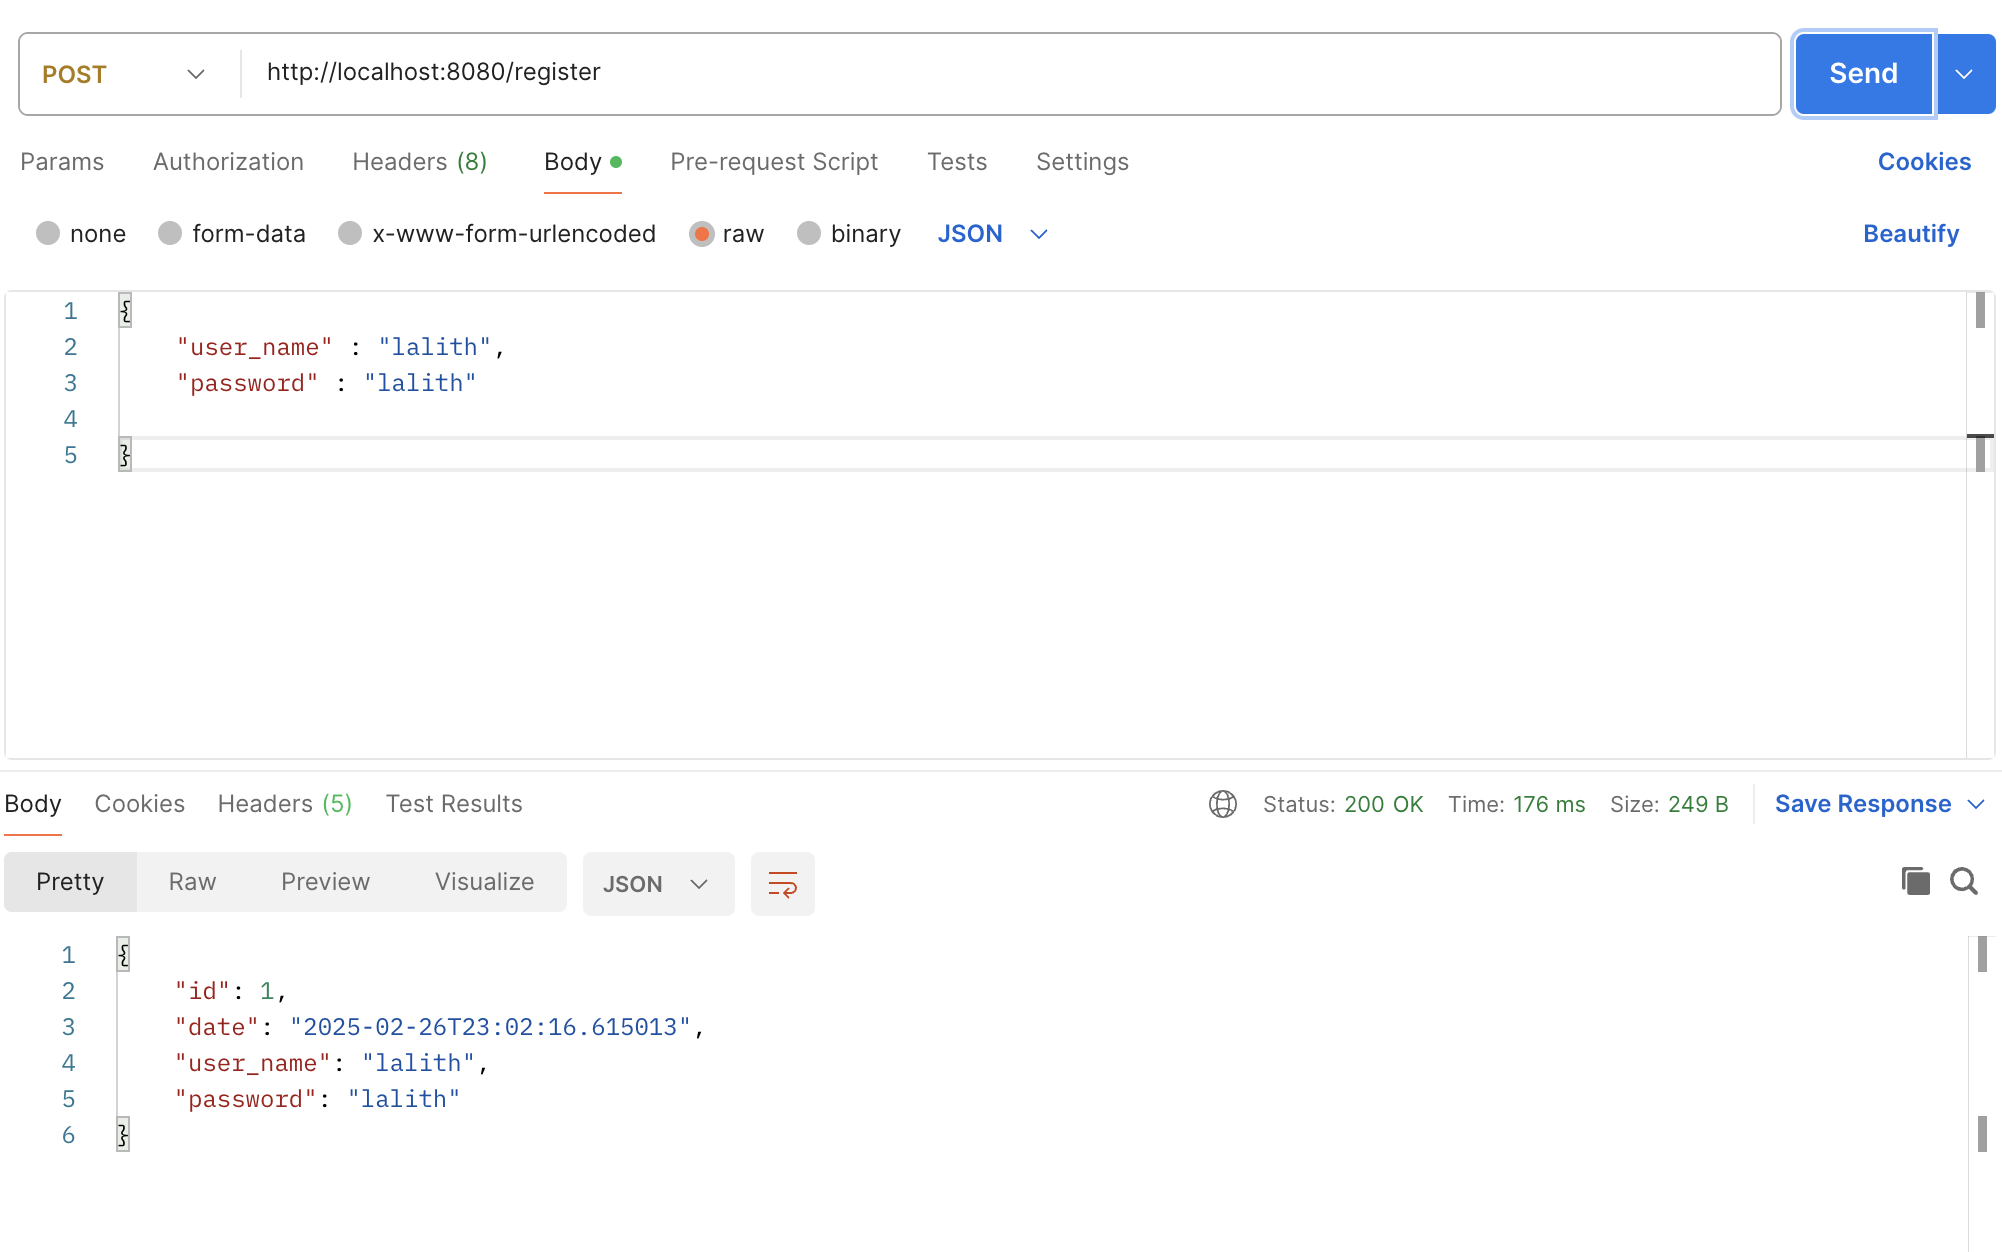 POST http://localhost:8080/register Send
Params Authorization Headers (8) Body Pre-request Script Tests Settings Cookies
none form-data x-www-form-urlencoded raw binary JSON Beautify
1 {
2 "user_name" : "lalith",
3 "password" : "lalith"
4
5 }
Body Cookies Headers (5) Test Results Status: 200 OK Time: 176 ms Size: 249 B Save Response
Pretty Raw Preview Visualize JSON
1 {
2 "id": 1,
3 "date": "2025-02-26T23:02:16.615013",
4 "user_name": "lalith",
5 "password": "lalith"
6 }